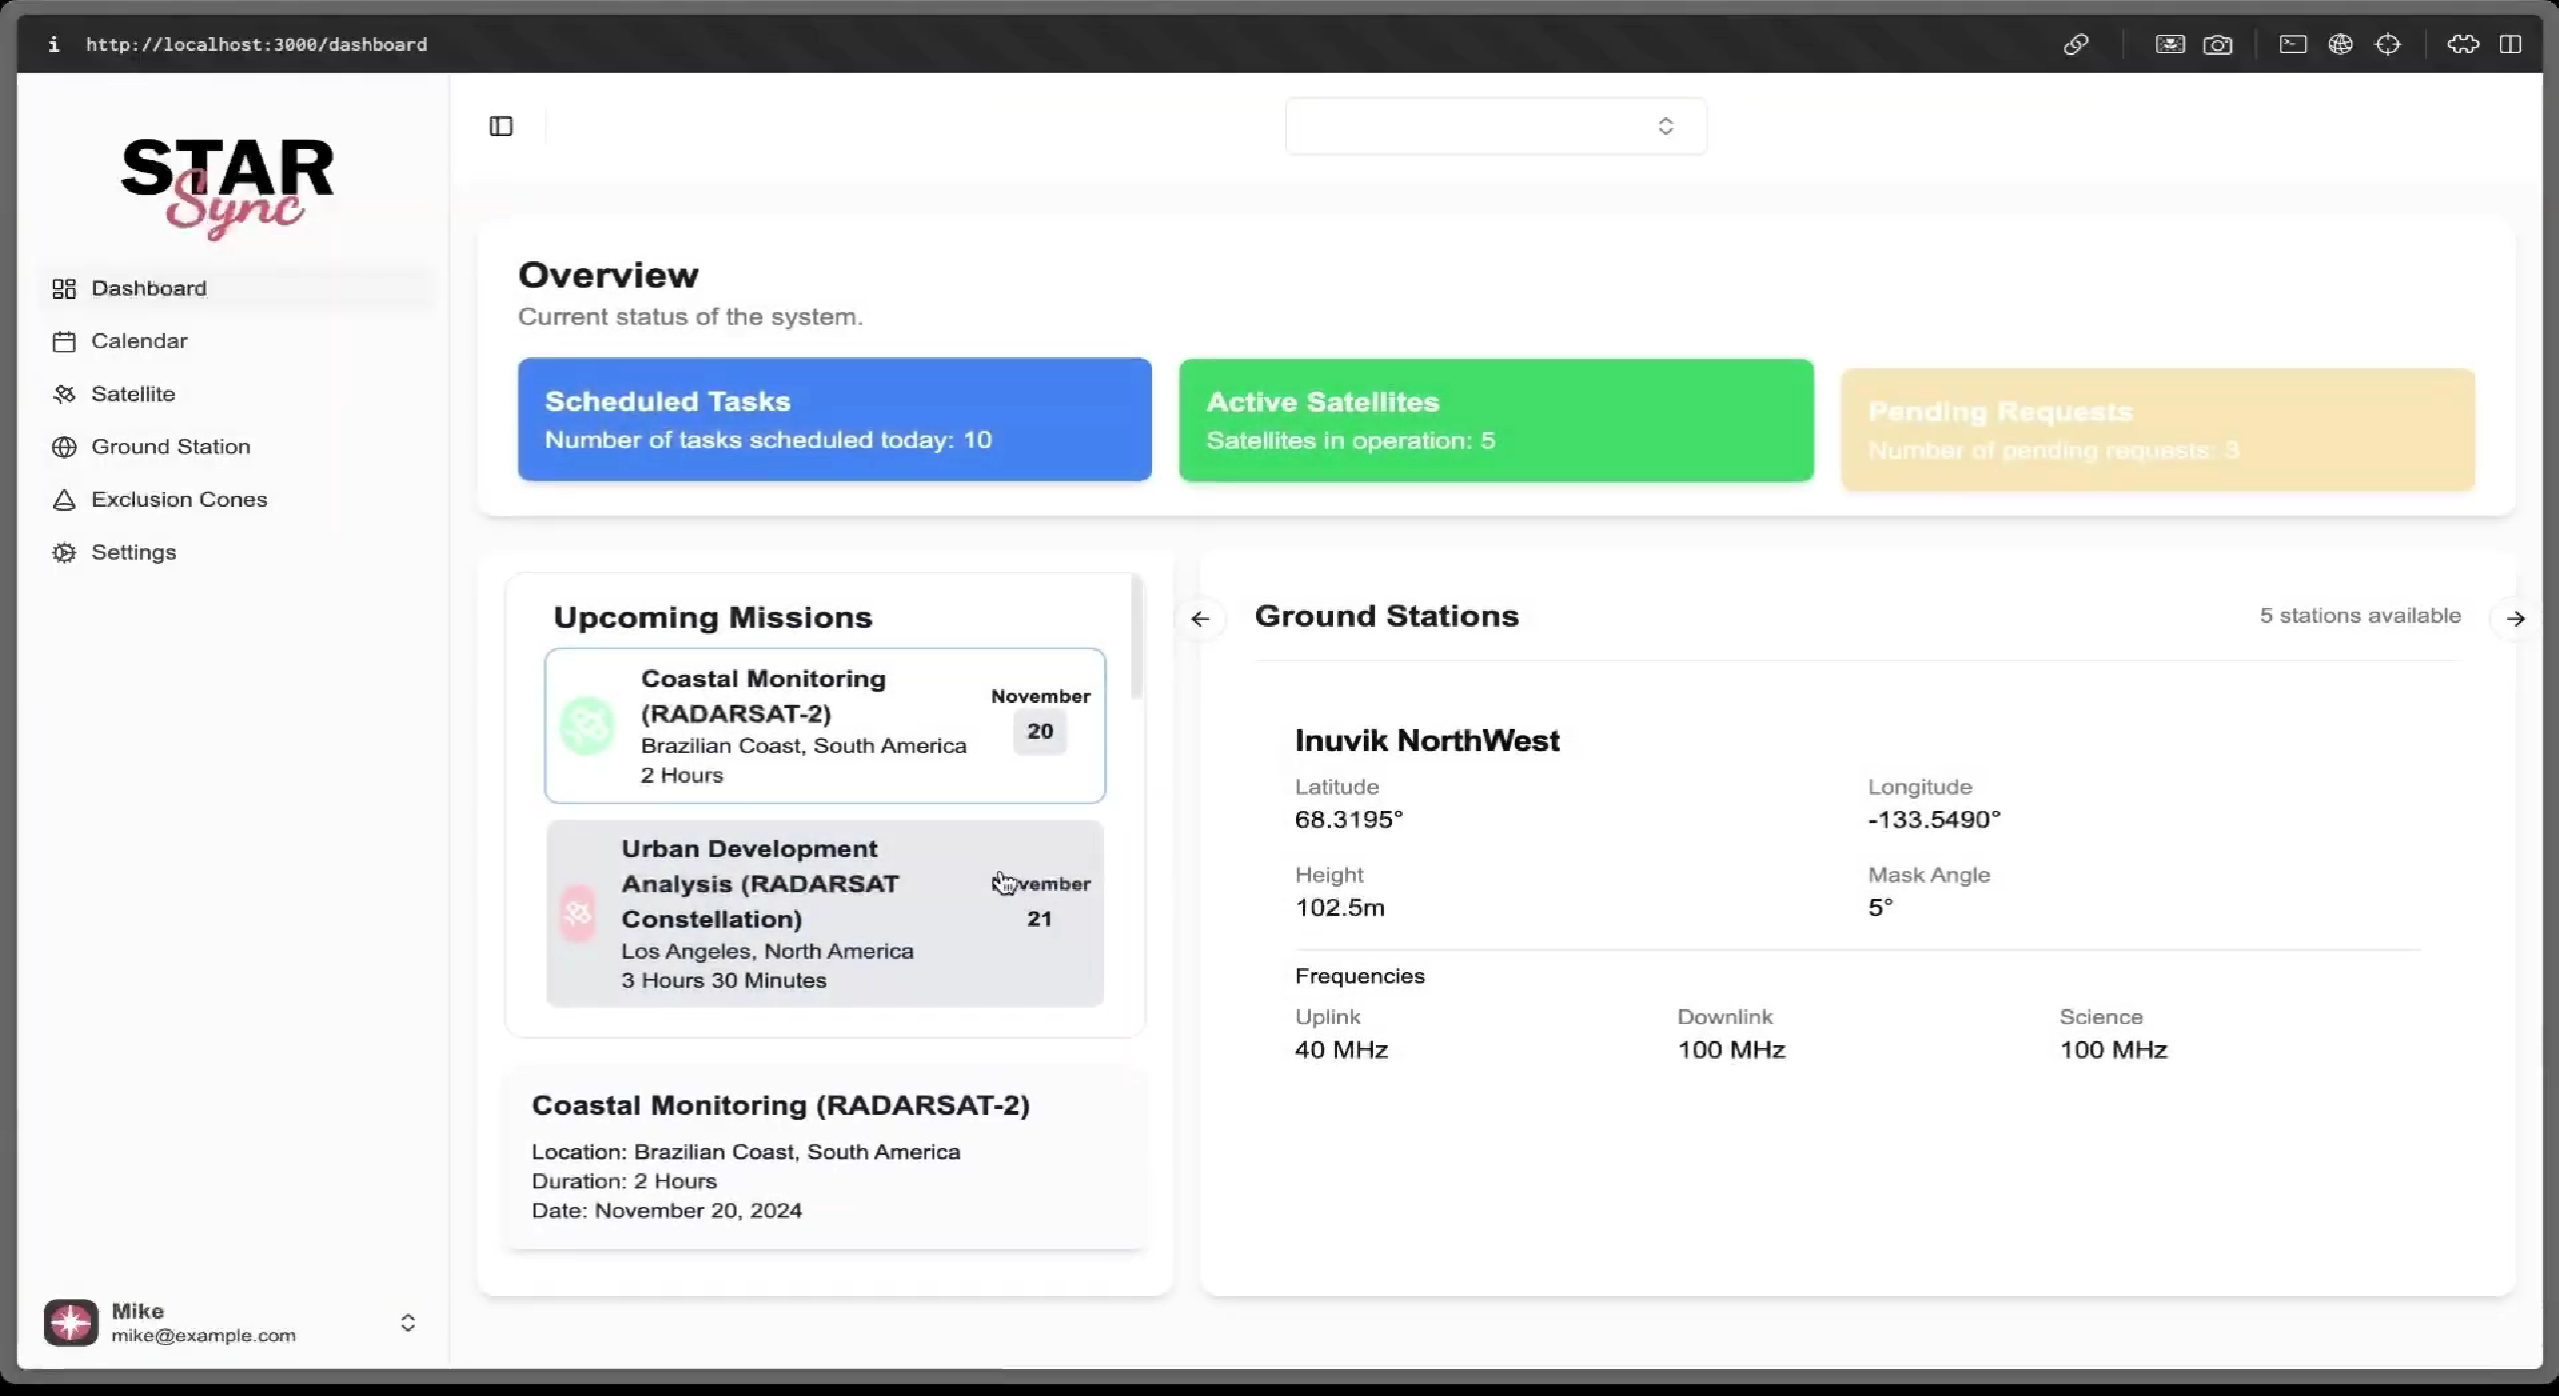 http://localhost:3000/dashboard
STAR
Sync
Dashboard
Calendar
Satellite
Ground Station
Exclusion Cones
Settings
Mike
mike@example.com
Overview
Current status of the system.
Scheduled Tasks
Number of tasks scheduled today: 10
Active Satellites
Satellites in operation: 5
Pending Requests
Number of pending requests: 3
Upcoming Missions
Coastal Monitoring
(RADARSAT-2)
Brazilian Coast, South America
2 Hours
November
20
Urban Development
Analysis (RADARSAT
Constellation)
Los Angeles, North America
3 Hours 30 Minutes
November
21
Coastal Monitoring (RADARSAT-2)
Location: Brazilian Coast, South America
Duration: 2 Hours
Date: November 20, 2024
Ground Stations
5 stations available
Inuvik NorthWest
Latitude
68.3195°
Longitude
-133.5490°
Height
102.5m
Mask Angle
5°
Frequencies
Uplink
40 MHz
Downlink
100 MHz
Science
100 MHz